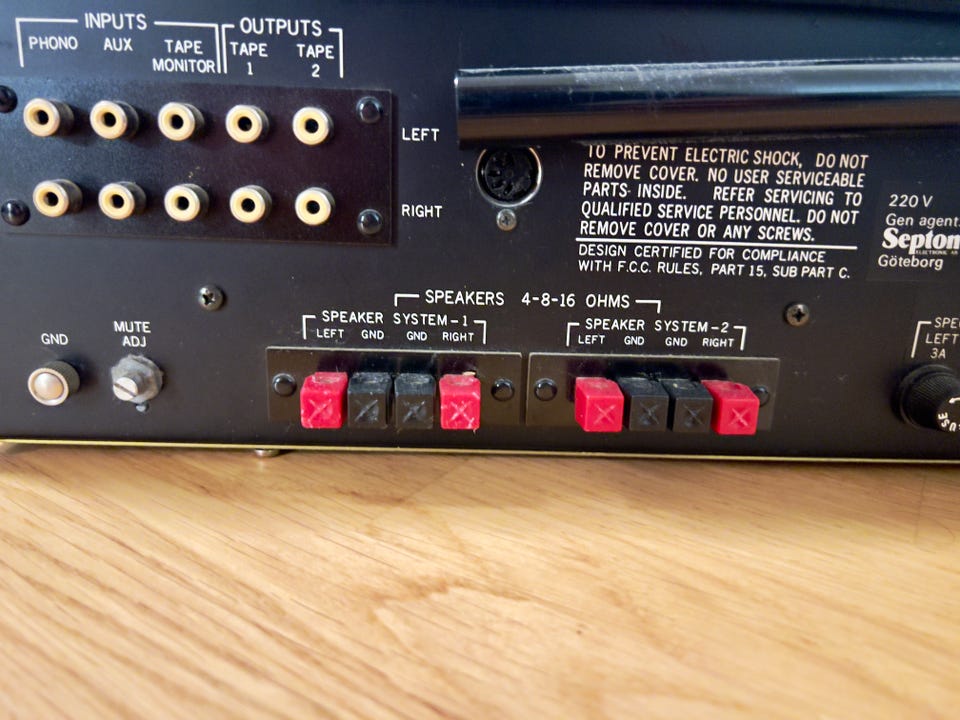 INPUTS
PHONO AUX TAPE MONITOR
OUTPUTS
TAPE 1 TAPE 2
LEFT
RIGHT
TO PREVENT ELECTRIC SHOCK, DO NOT
REMOVE COVER. NO USER SERVICEABLE
PARTS INSIDE. REFER SERVICING TO
QUALIFIED SERVICE PERSONNEL. DO NOT
REMOVE COVER OR ANY SCREWS.
DESIGN CERTIFIED FOR COMPLIANCE
WITH F.C.C. RULES, PART 15, SUB PART C.
220 V
Gen agent:
Septon
ELECTRONIC AB
Göteborg
GND
MUTE
ADJ
SPEAKERS 4-8-16 OHMS
SPEAKER SYSTEM-1
LEFT GND GND RIGHT
SPEAKER SYSTEM-2
LEFT GND GND RIGHT
LEFT
3A
FUSE